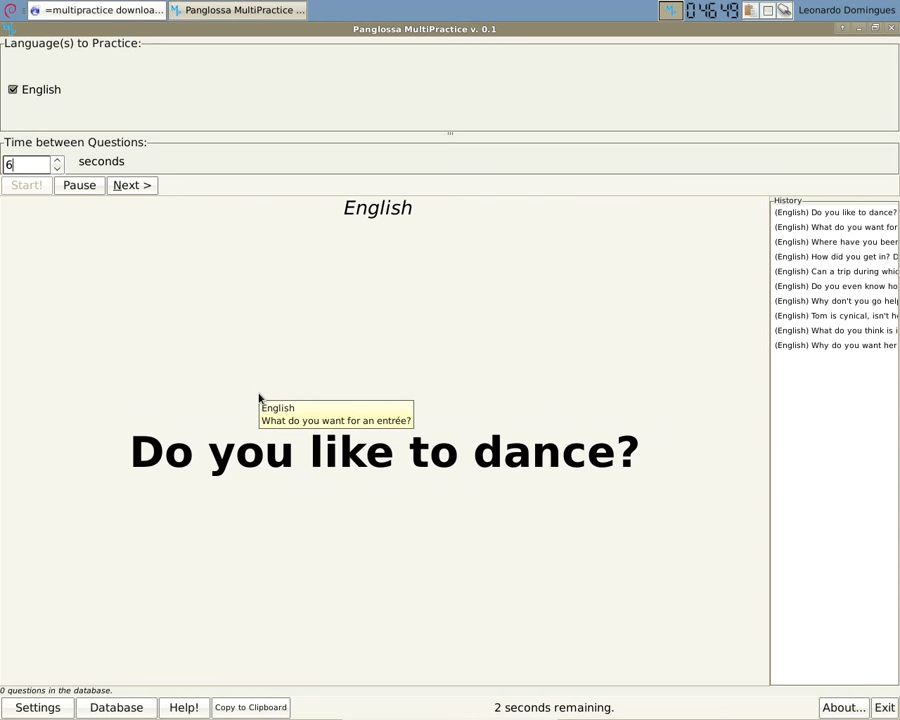 =multipractice downloa...
Panglossa MultiPractice ...
04:46:49
Leonardo Domingues
Panglossa MultiPractice v. 0.1
Language(s) to Practice:
English
Time between Questions:
6
seconds
Start!
Pause
Next >
English
English
What do you want for an entrée?
Do you like to dance?
History
(English) Do you like to dance?
(English) What do you want for
(English) Where have you been
(English) How did you get in? D
(English) Can a trip during whic
(English) Do you even know ho
(English) Why don't you go help
(English) Tom is cynical, isn't he
(English) What do you think is i
(English) Why do you want her
0 questions in the database.
Settings
Database
Help!
Copy to Clipboard
2 seconds remaining.
About...
Exit